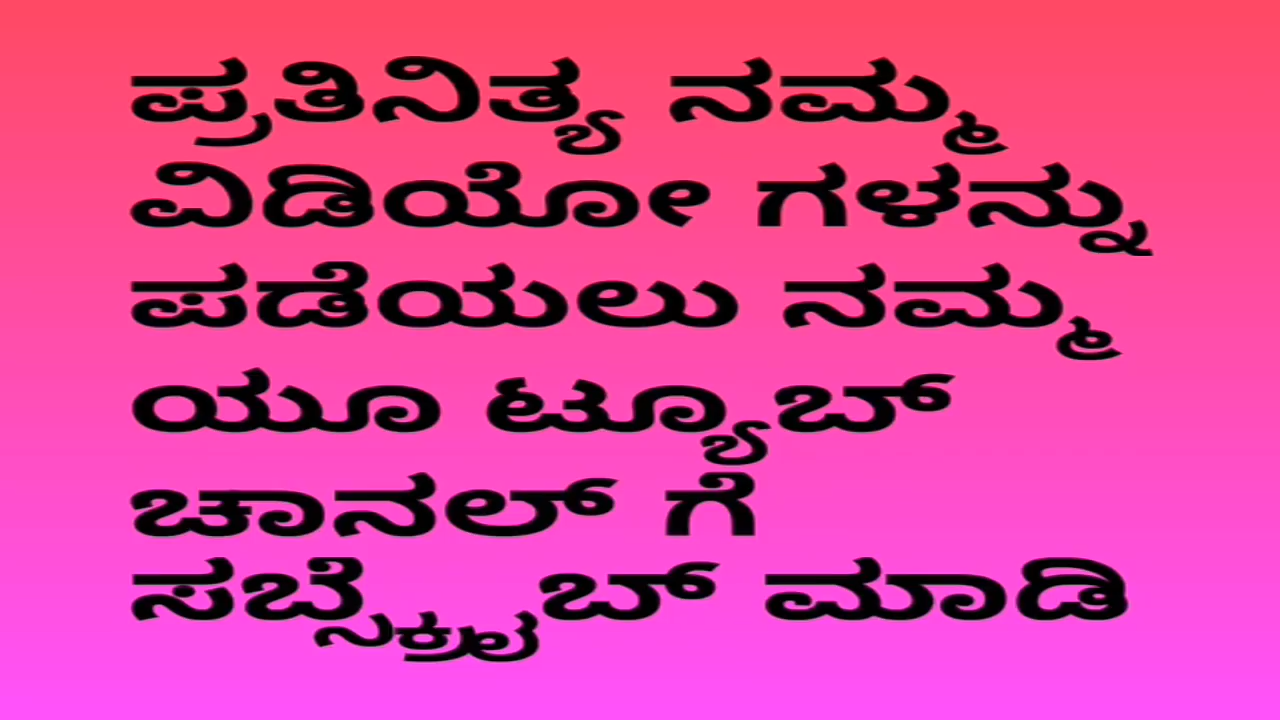 ಪ್ರತಿನಿತ್ಯ ನಮ್ಮ
ವಿಡಿಯೋ ಗಳನ್ನು
ಪಡೆಯಲು ನಮ್ಮ
ಯೂ ಟ್ಯೂಬ್
ಚಾನಲ್ ಗೆ
ಸಬ್ಸ್ಕ್ರೈಬ್ ಮಾಡಿ